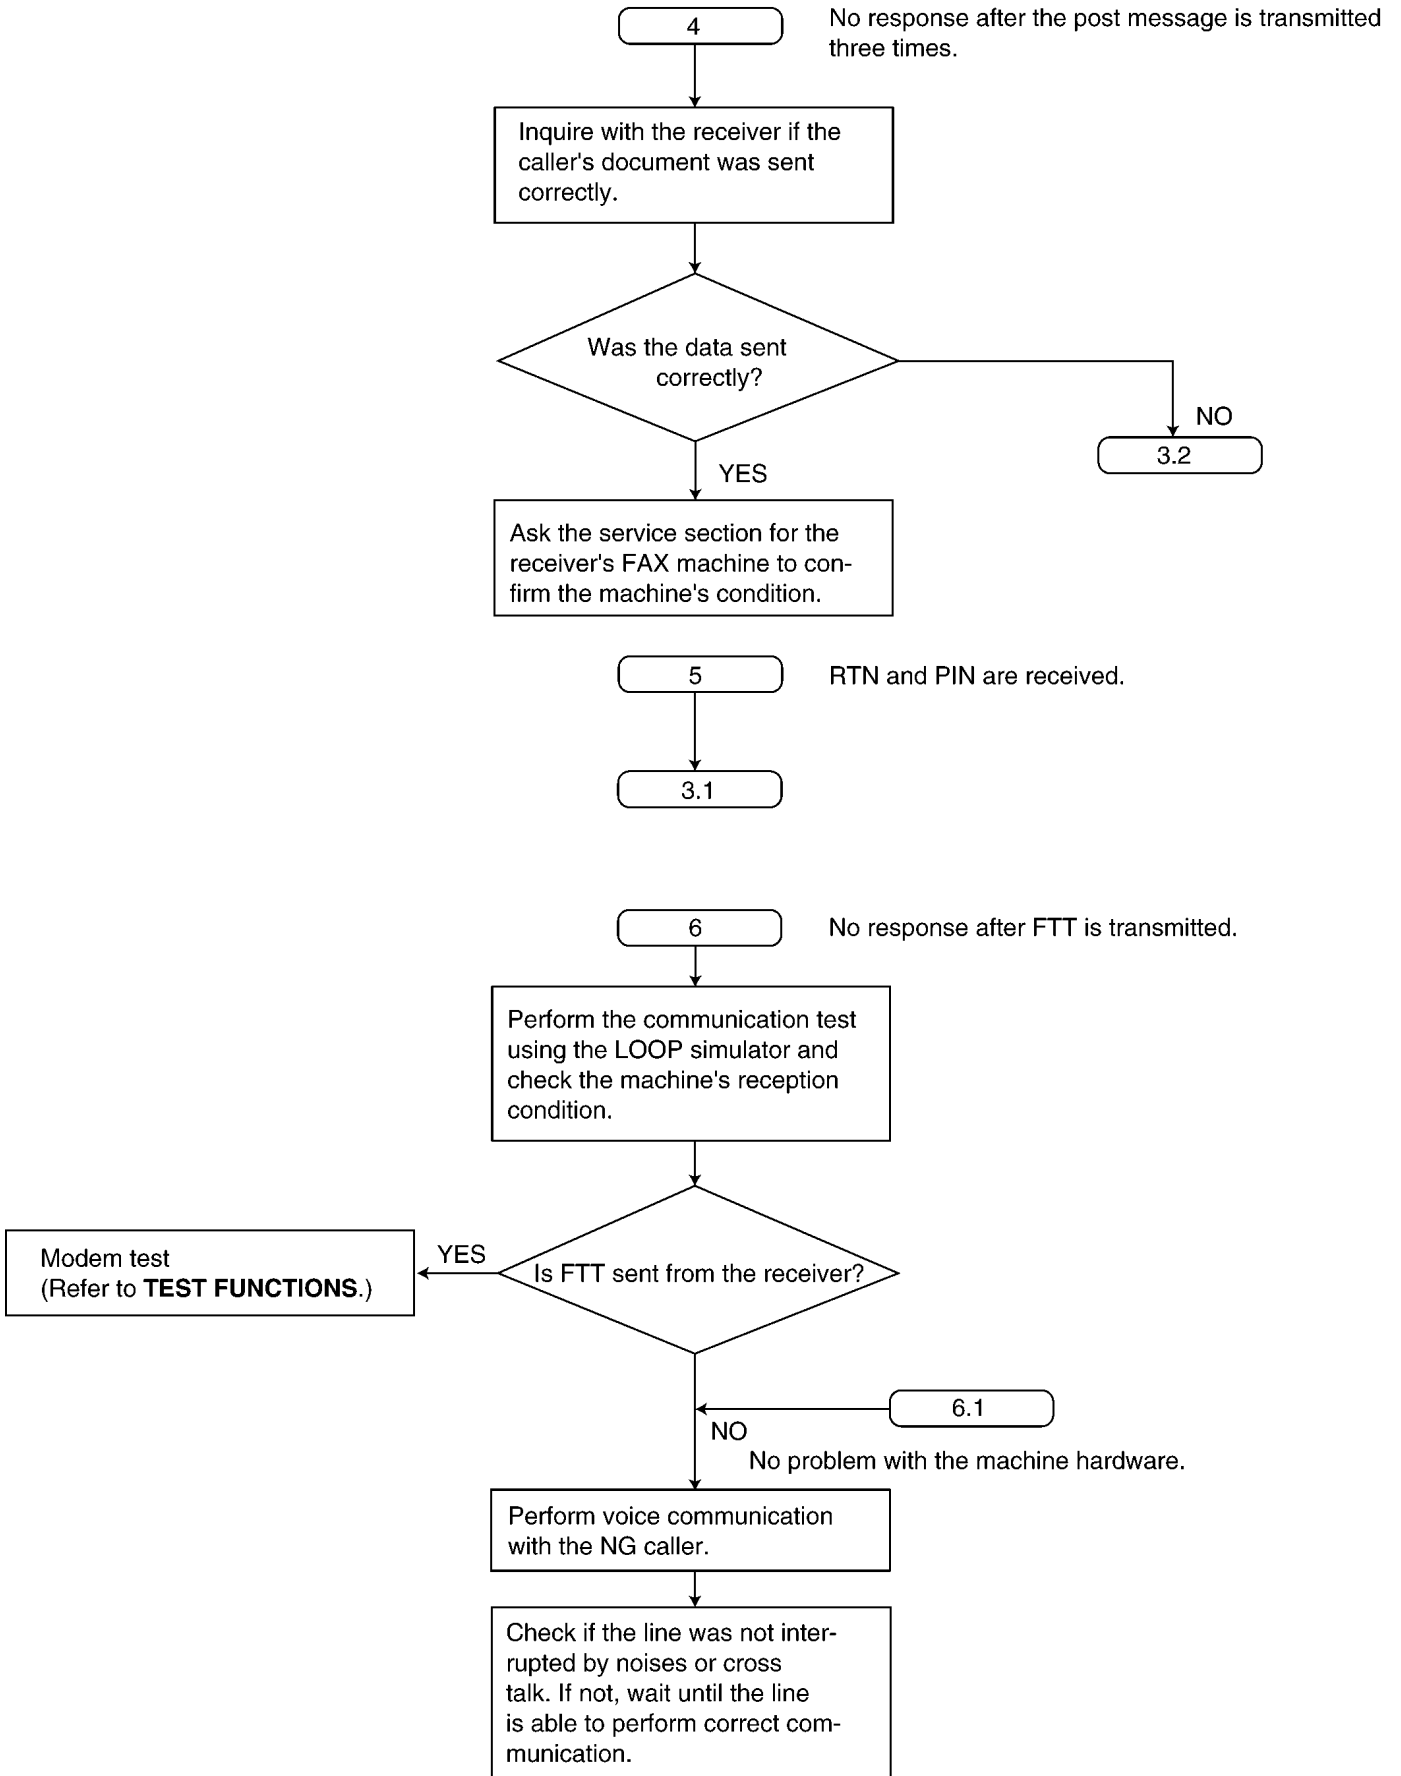 4
No response after the post message is transmitted
three times.
Inquire with the receiver if the
caller's document was sent
correctly.
Was the data sent
correctly?
NO
3.2
YES
Ask the service section for the
receiver's FAX machine to con-
firm the machine's condition.
5
RTN and PIN are received.
3.1
6
No response after FTT is transmitted.
Perform the communication test
using the LOOP simulator and
check the machine's reception
condition.
Is FTT sent from the receiver?
YES
Modem test
(Refer to TEST FUNCTIONS.)
6.1
NO
No problem with the machine hardware.
Perform voice communication
with the NG caller.
Check if the line was not inter-
rupted by noises or cross
talk. If not, wait until the line
is able to perform correct com-
munication.